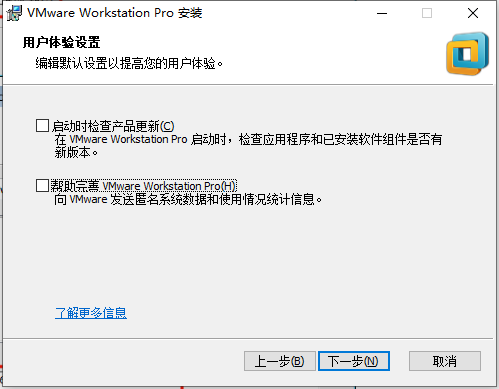 VMware Workstation Pro 安装
用户体验设置
编辑默认设置以提高您的用户体验。
启动时检查产品更新(C)
在 VMware Workstation Pro 启动时，检查应用程序和已安装软件组件是否有
新版本。
帮助完善 VMware Workstation Pro(H)
向 VMware 发送匿名系统数据和使用情况统计信息。
了解更多信息
上一步(B)
下一步(N)
取消